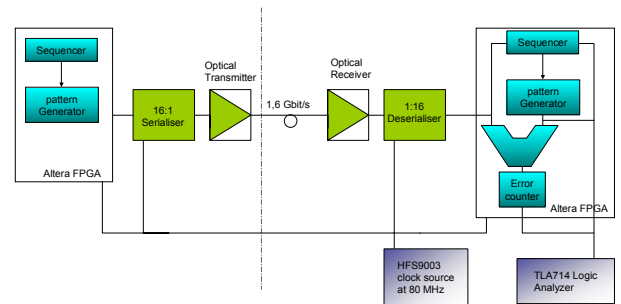 Sequencer
pattern
Generator
Altera FPGA
16:1
Serialiser
Optical
Transmitter
1,6 Gbit/s
Optical
Receiver
1:16
Deserialiser
Sequencer
pattern
Generator
Error
counter
Altera FPGA
HFS9003
clock source
at 80 MHz
TLA714 Logic
Analyzer